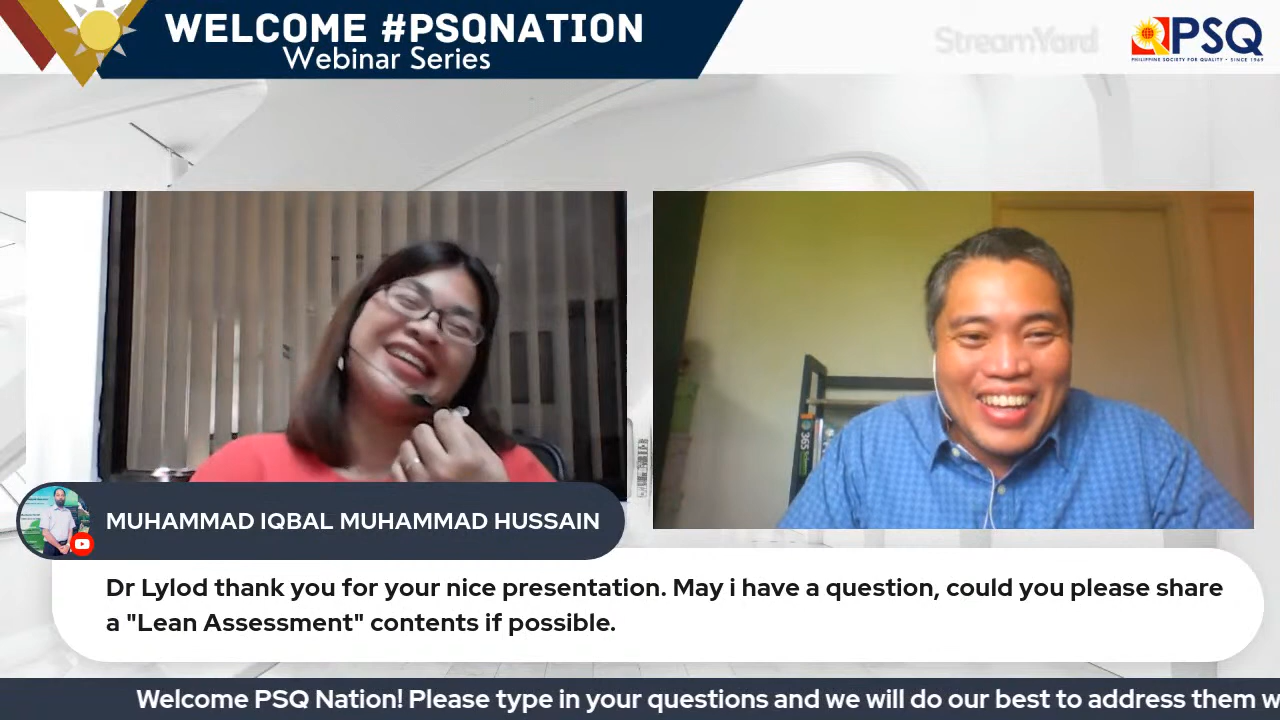 WELCOME #PSQNATION
Webinar Series
StreamYard
PSQ
PHILIPPINE SOCIETY FOR QUALITY • SINCE 1969
365
MUHAMMAD IQBAL MUHAMMAD HUSSAIN
Dr Lylod thank you for your nice presentation. May i have a question, could you please share
a "Lean Assessment" contents if possible.
Welcome PSQ Nation! Please type in your questions and we will do our best to address them w